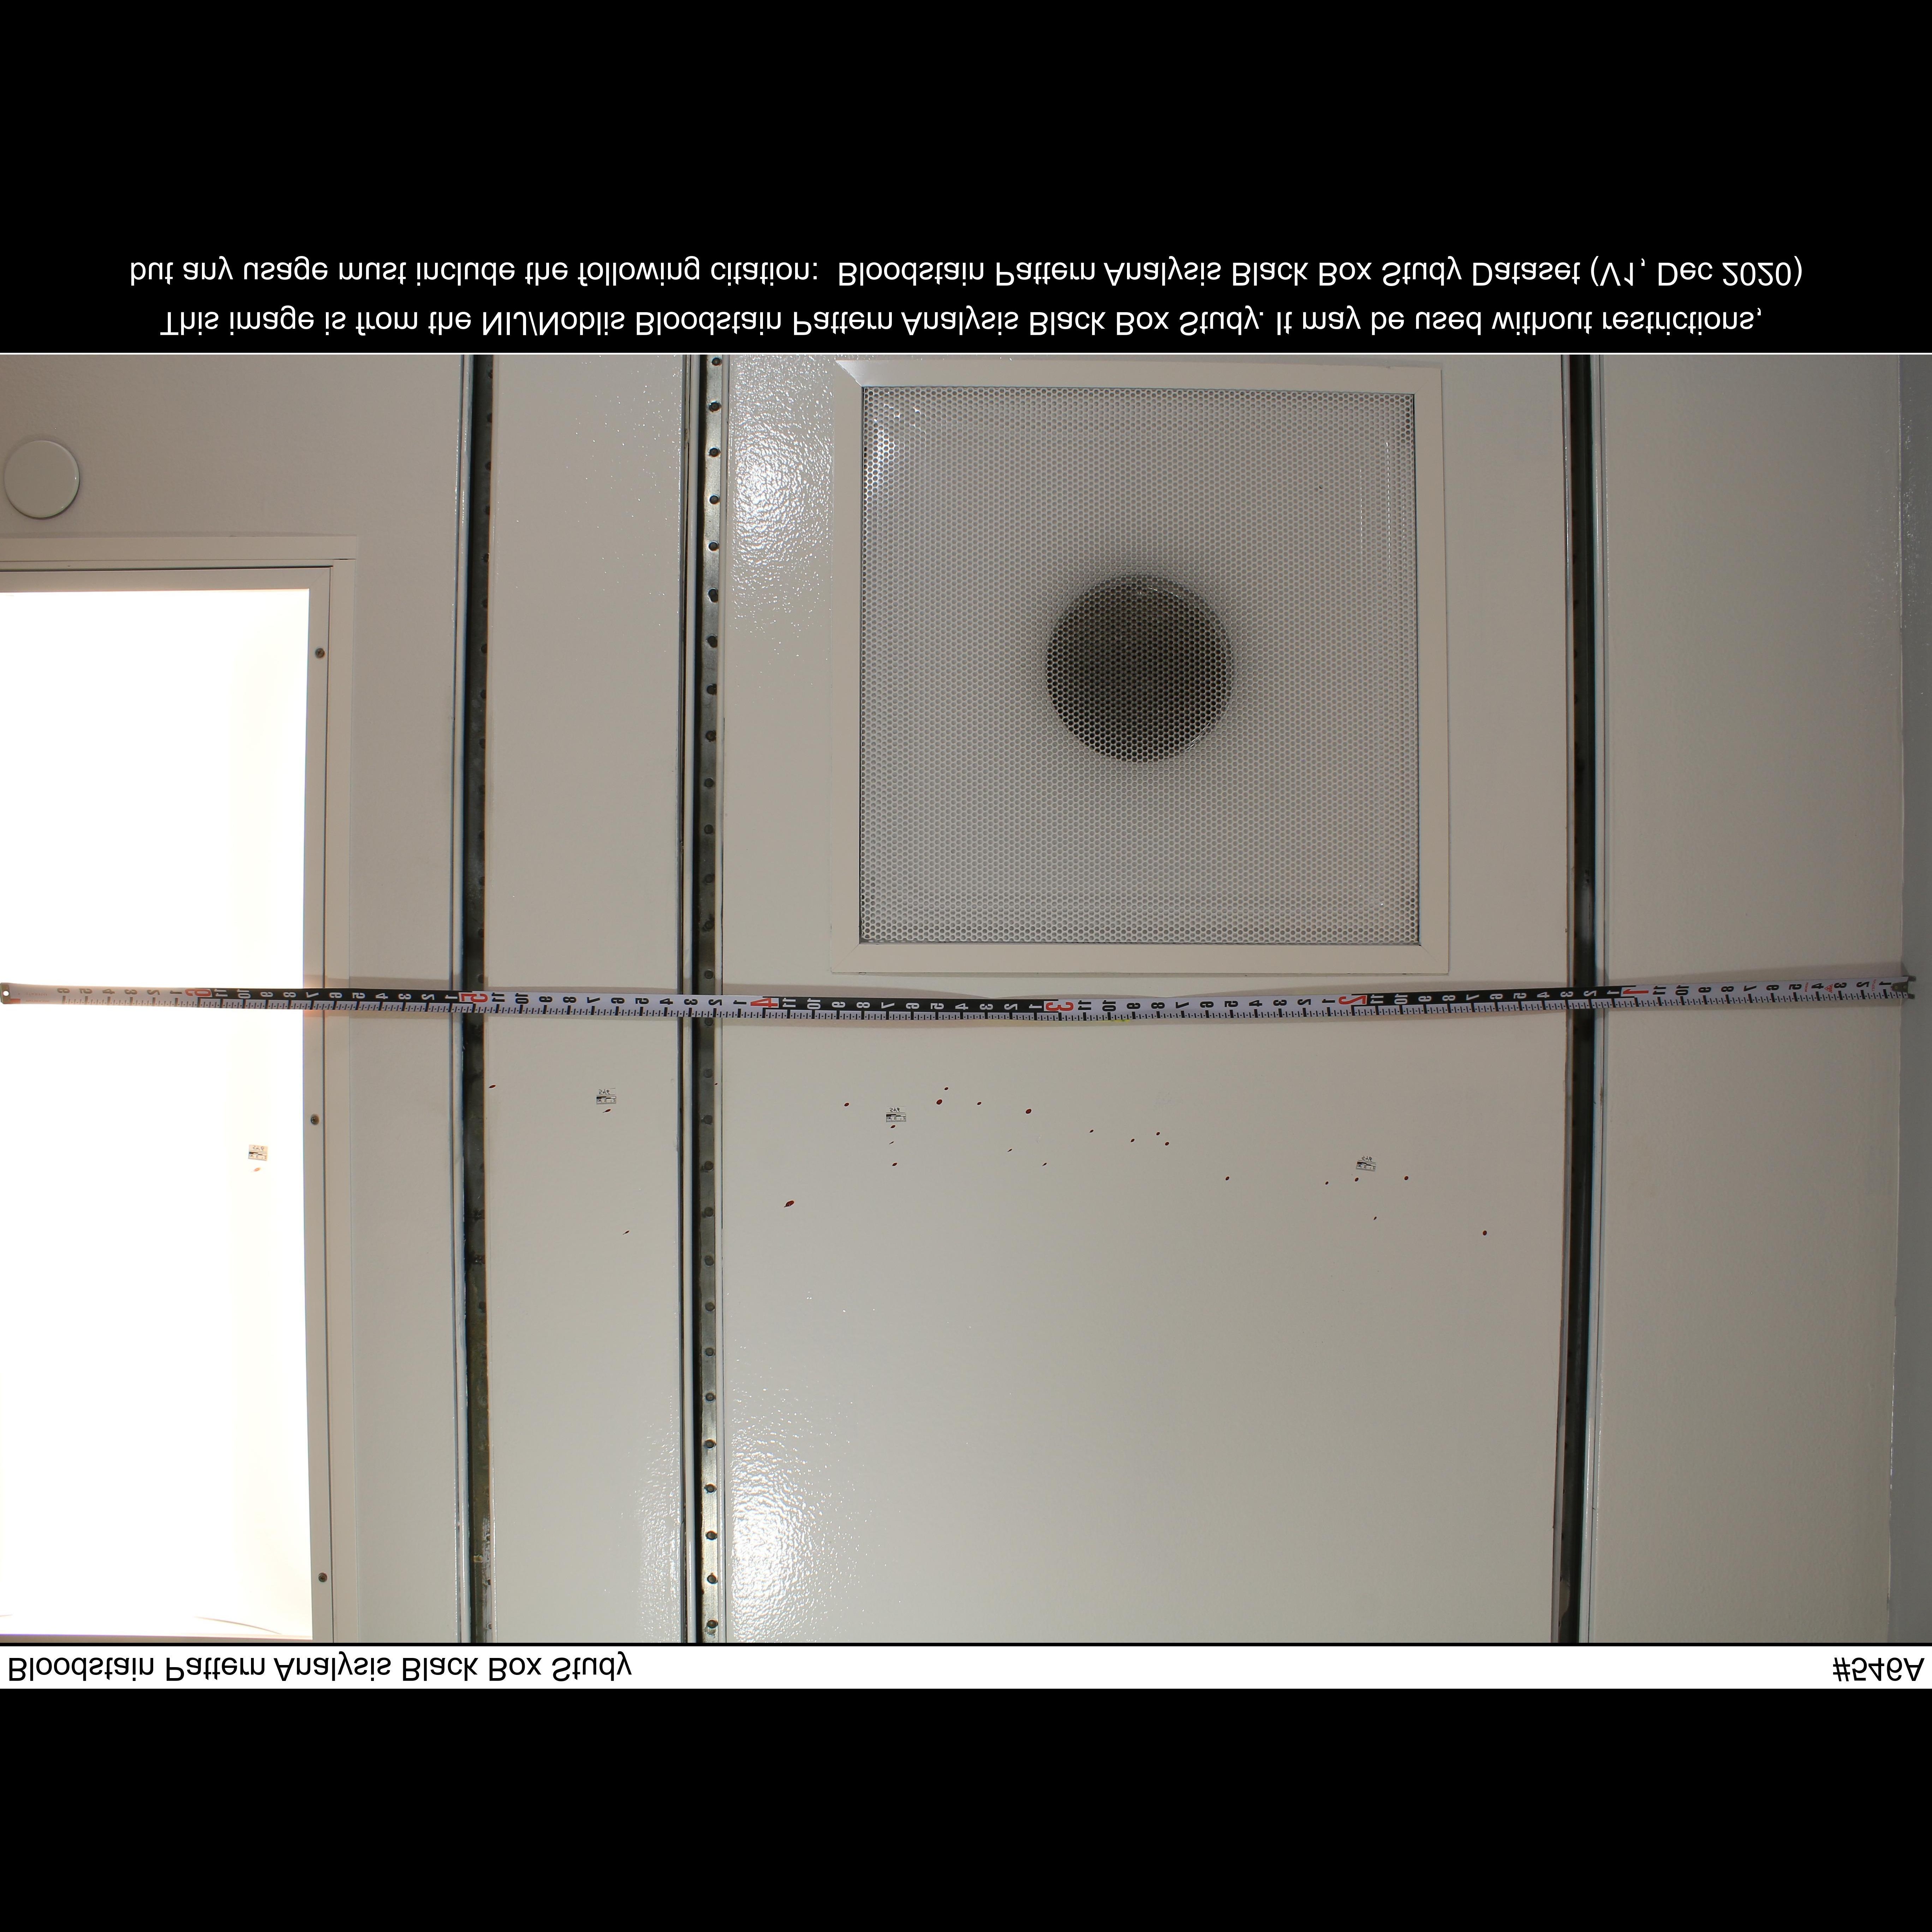 This image is from the NIJ/Noblis Bloodstain Pattern Analysis Black Box Study. It may be used without restrictions,
but any usage must include the following citation:  Bloodstain Pattern Analysis Black Box Study Dataset (V1, Dec 2020)
Bloodstain Pattern Analysis Black Box Study
#546A